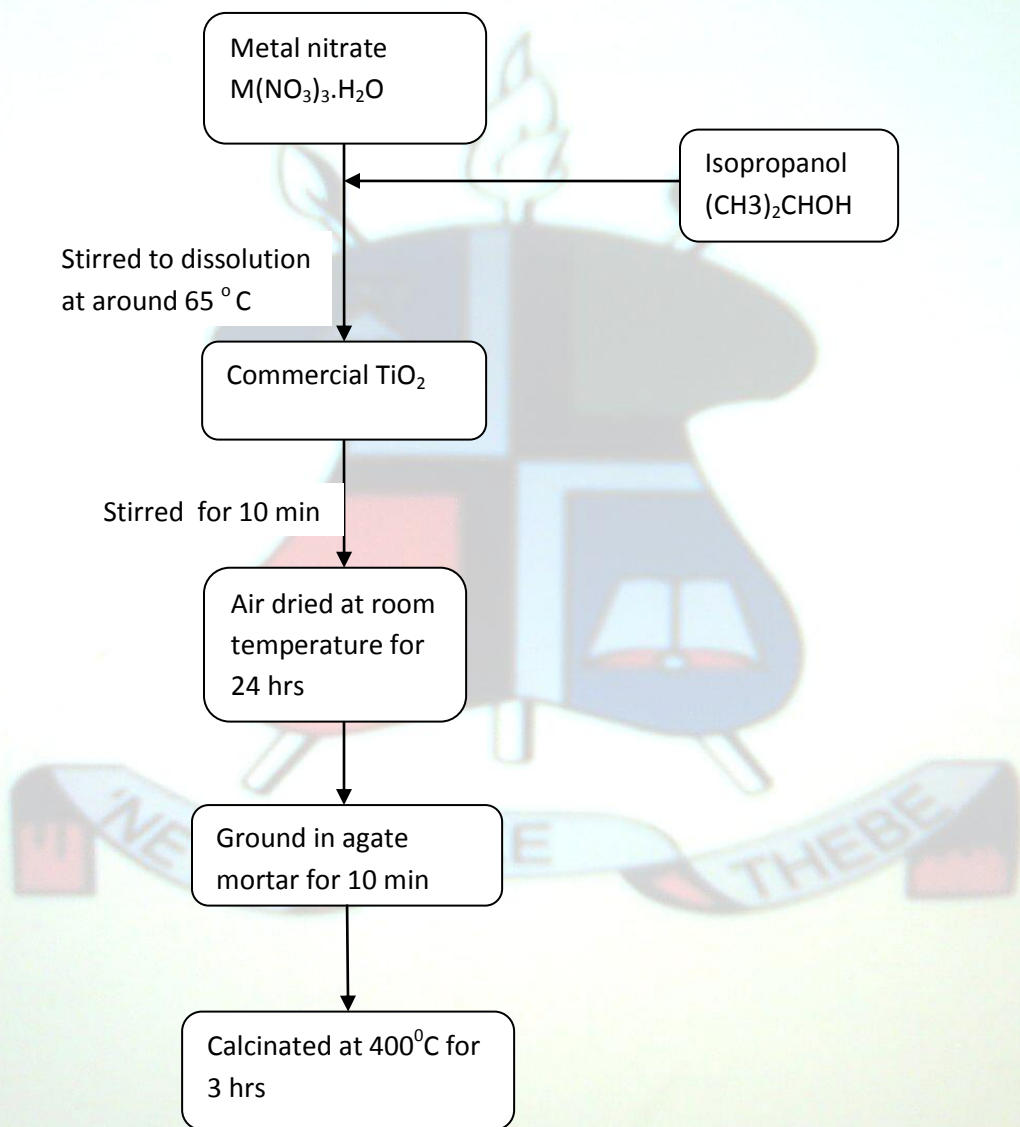 Metal nitrate
M(NO₃)₃.H₂O
Isopropanol
(CH3)₂CHOH
Stirred to dissolution
at around 65 ° C
Commercial TiO₂
Stirred for 10 min
Air dried at room
temperature for
24 hrs
Ground in agate
mortar for 10 min
THEBE
Calcinated at 400⁰C for
3 hrs